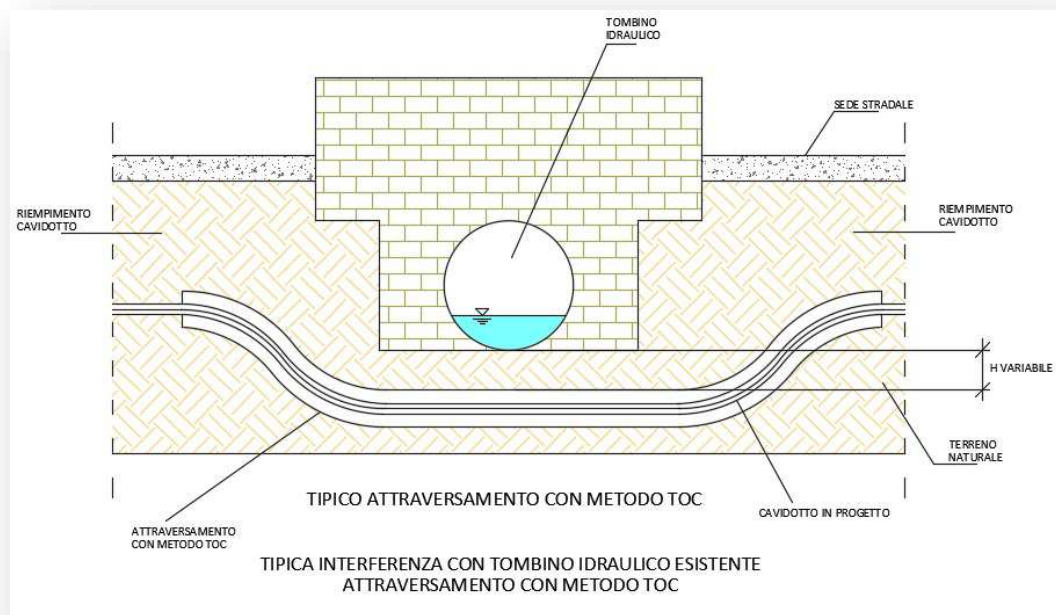 TOMBINO
IDRAULICO
SEDE STRADALE
RIEMPIMENTO
CAVIDOTTO
RIEMPIMENTO
CAVIDOTTO
H VARIABILE
TERRENO
NATURALE
TIPICO ATTRAVERSAMENTO CON METODO TOC
CAVIDOTTO IN PROGETTO
ATTRAVERSAMENTO
CON METODO TOC
TIPICA INTERFERENZA CON TOMBINO IDRAULICO ESISTENTE
ATTRAVERSAMENTO CON METODO TOC